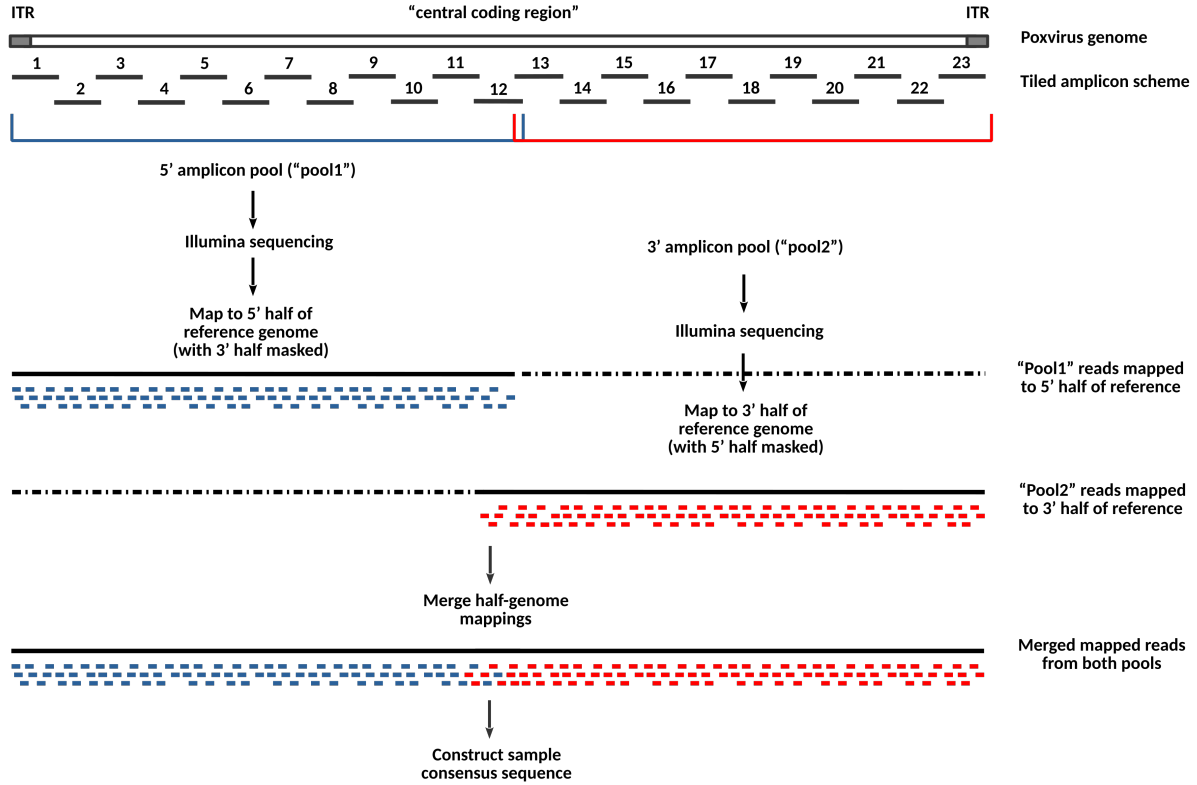 ITR
“central coding region”
ITR
Poxvirus genome
1 3 5 7 9 11 13 15 17 19 21 23
Tiled amplicon scheme
2 4 6 8 10 12 14 16 18 20 22
5’ amplicon pool (“pool1”)
Illumina sequencing
3’ amplicon pool (“pool2”)
Map to 5’ half of
reference genome
(with 3’ half masked)
Illumina sequencing
“Pool1” reads mapped
to 5’ half of reference
Map to 3’ half of
reference genome
(with 5’ half masked)
“Pool2” reads mapped
to 3’ half of reference
Merge half-genome
mappings
Merged mapped reads
from both pools
Construct sample
consensus sequence